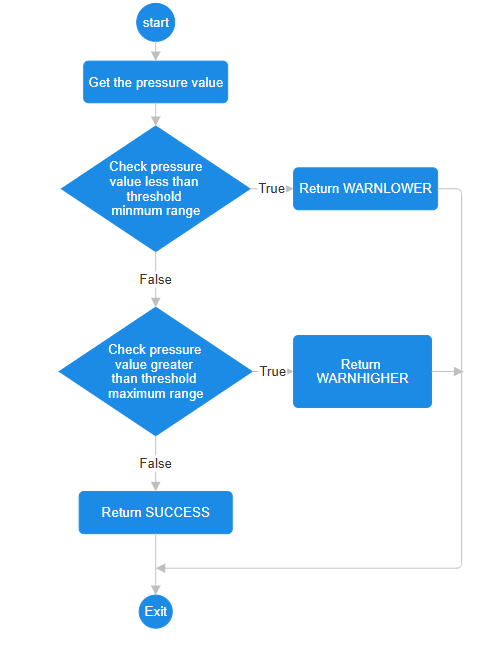 start
Get the pressure value
Check pressure
value less than
threshold
minmum range
True
Return WARNLOWER
False
Check pressure
value greater
than threshold
maximum range
True
Return
WARNHIGHER
False
Return SUCCESS
Exit